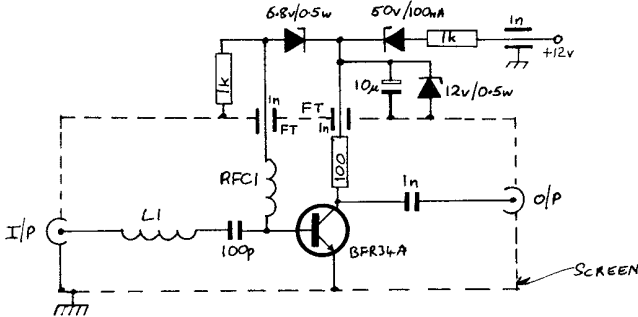 6.8v/0.5w
50v/100mA
1n
1k
1k
+12v
10μ
12v/0.5w
1n
FT
FT
1n
RFC1
100
L1
1n
I/P
O/P
100p
BFR34A
SCREEN